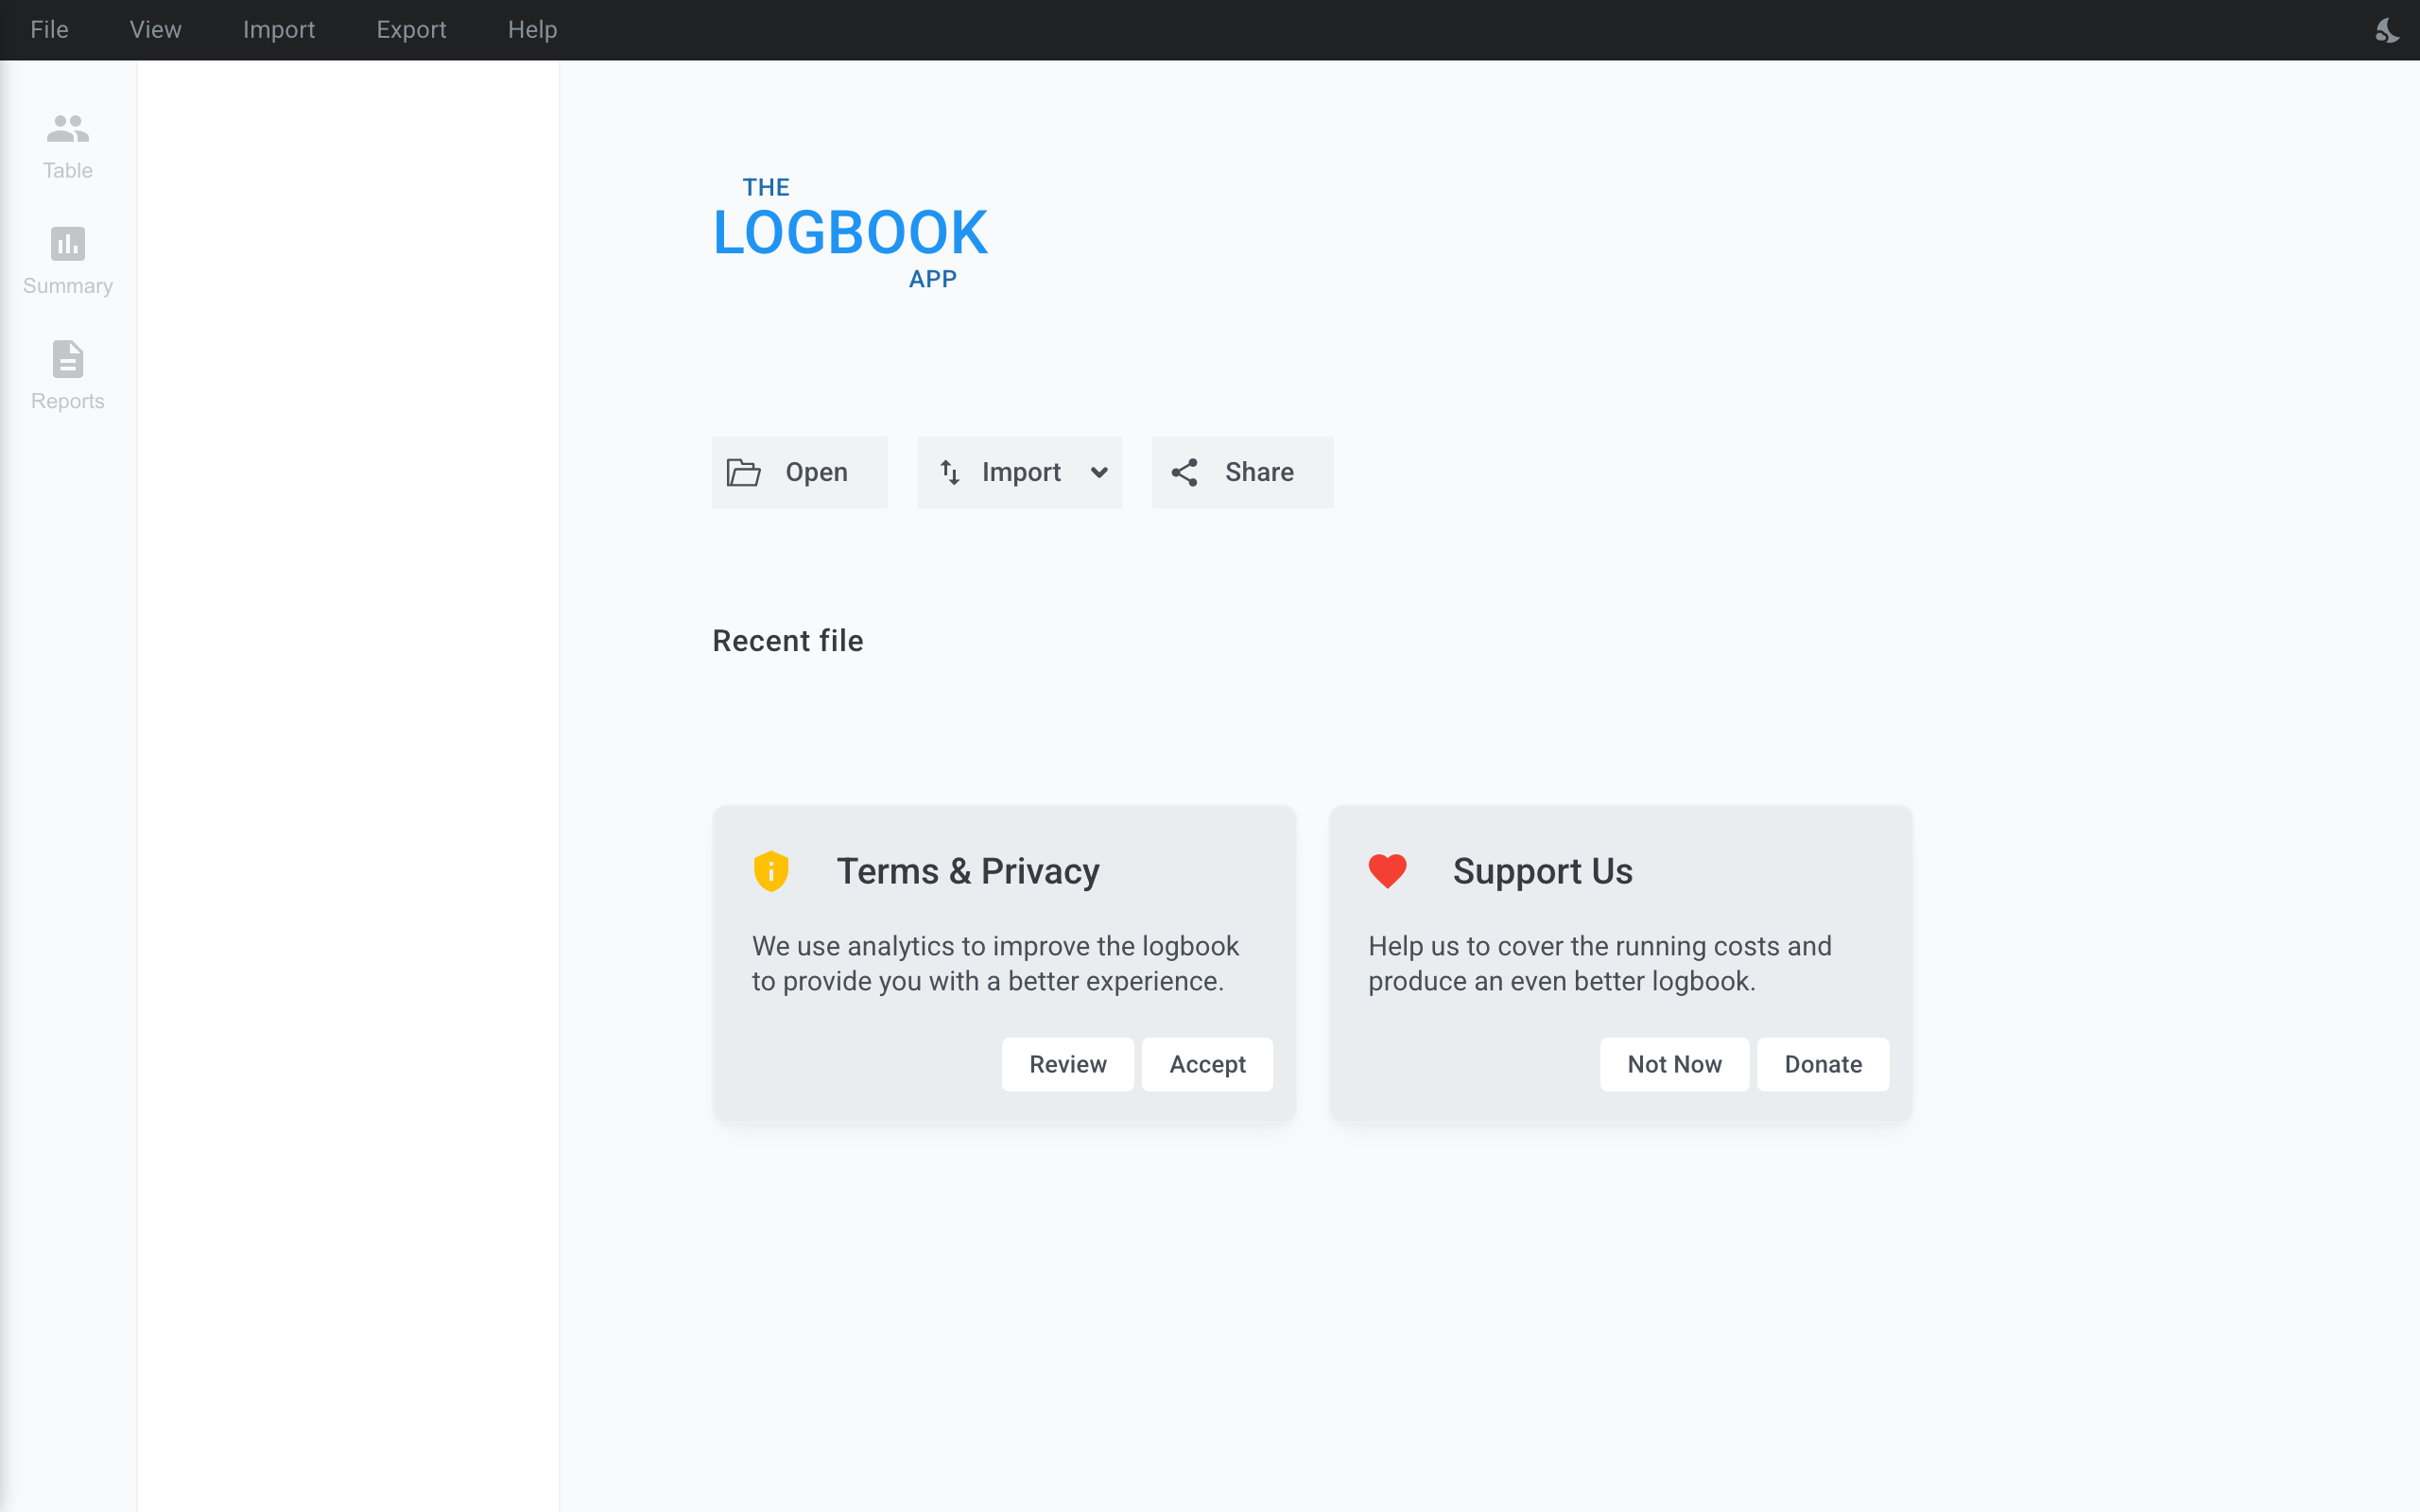 File View Import Export Help
Table
Summary
Reports
THE
LOGBOOK
APP
Open Import Share
Recent file
Terms & Privacy
We use analytics to improve the logbook
to provide you with a better experience.
Review Accept
Support Us
Help us to cover the running costs and
produce an even better logbook.
Not Now Donate